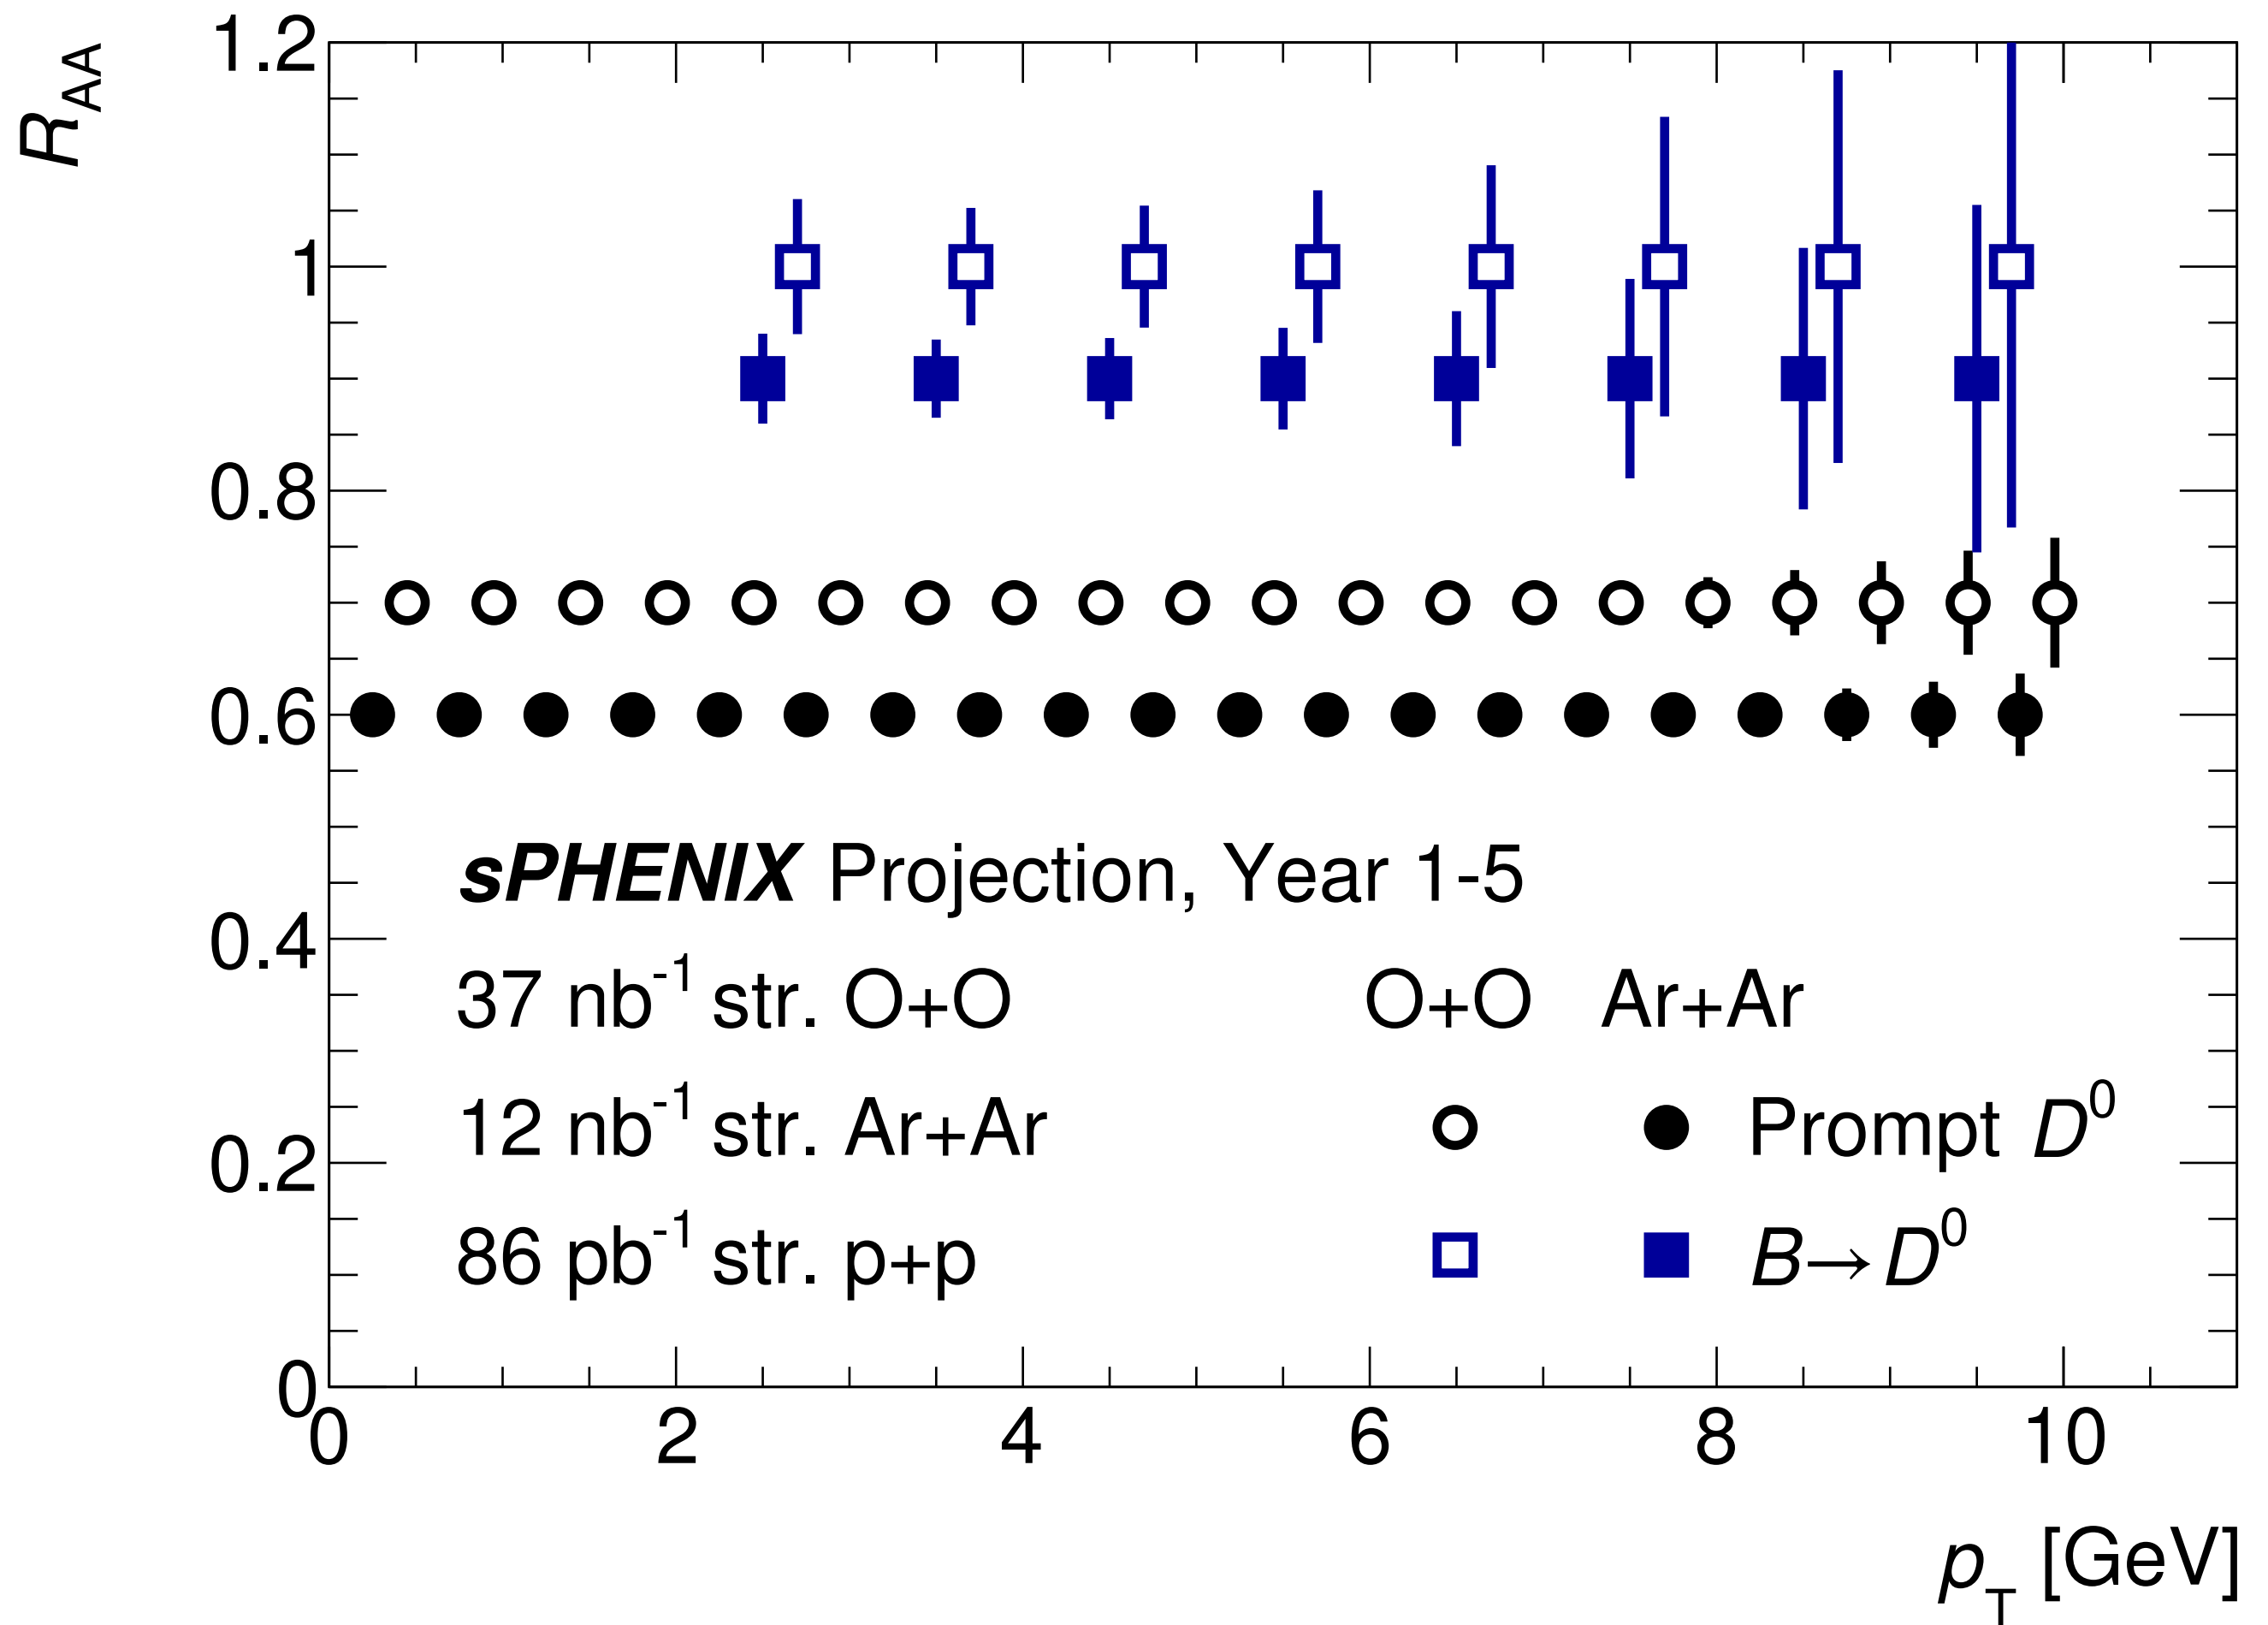 R_AA
1.2
1
0.8
0.6
0.4
0.2
0
sPHENIX Projection, Year 1-5
37 nb⁻¹ str. O+O
12 nb⁻¹ str. Ar+Ar
86 pb⁻¹ str. p+p
O+O Ar+Ar
Prompt D⁰
B→D⁰
0 2 4 6 8 10
p_T [GeV]